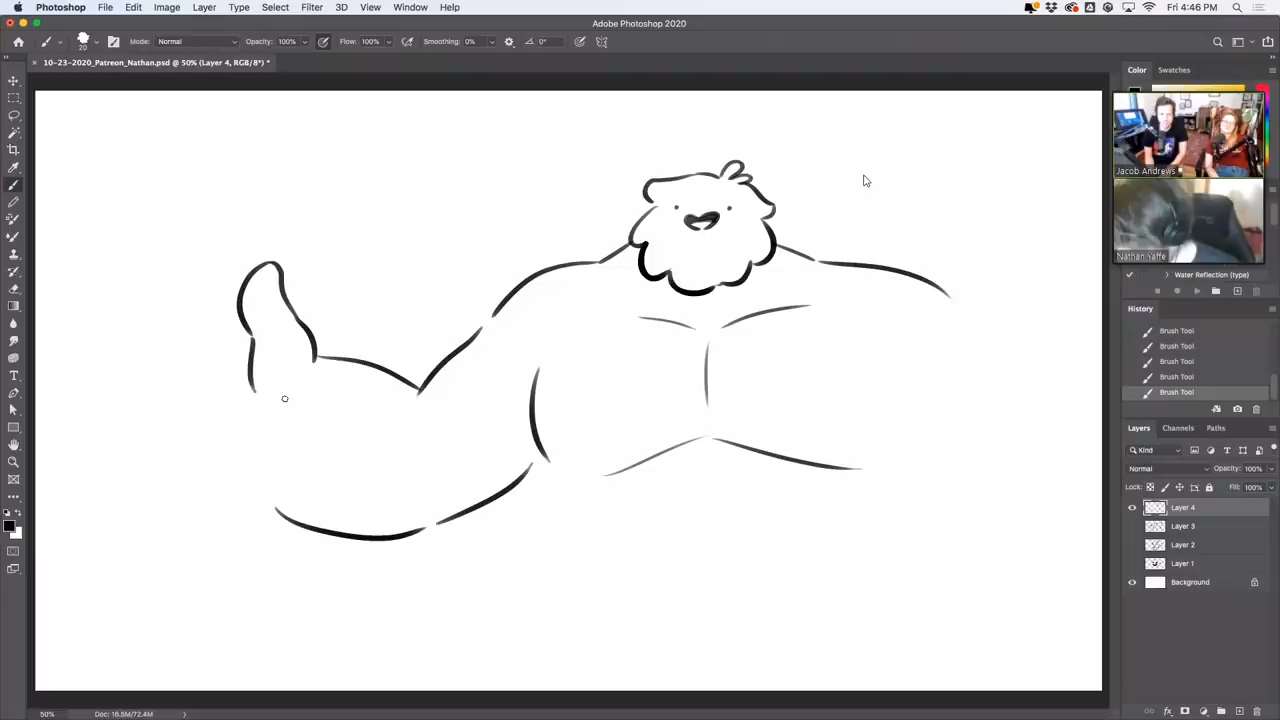 Photoshop File Edit Image Layer Type Select Filter 3D View Window Help Fri 4:46 PM
Adobe Photoshop 2020
20 Mode: Normal Opacity: 100% Flow: 100% Smoothing: 0% 0°
10-23-2020_Patreon_Nathan.psd @ 50% (Layer 4, RGB/8*) *
Color Swatches
Jacob Andrews
Nathan Yaffe
Water Reflection (type)
History
Brush Tool
Brush Tool
Brush Tool
Brush Tool
Brush Tool
Layers Channels Paths
Kind
Normal Opacity: 100%
Lock: Fill: 100%
Layer 4
Layer 3
Layer 2
Layer 1
Background
50% Doc: 16.5M/72.4M